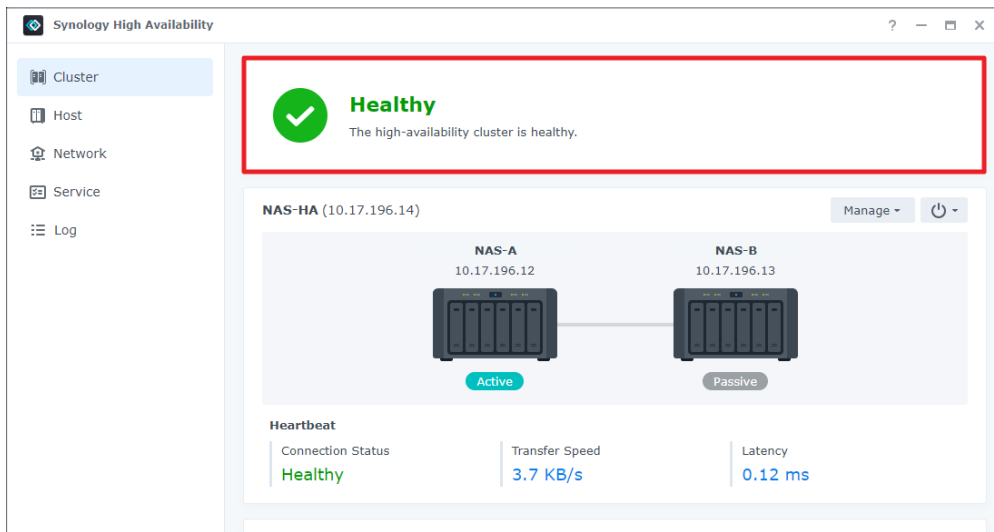 Synology High Availability
?
Cluster
Host
Network
Service
Log
Healthy
The high-availability cluster is healthy.
NAS-HA (10.17.196.14)
Manage
NAS-A
10.17.196.12
Active
NAS-B
10.17.196.13
Passive
Heartbeat
Connection Status
Healthy
Transfer Speed
3.7 KB/s
Latency
0.12 ms